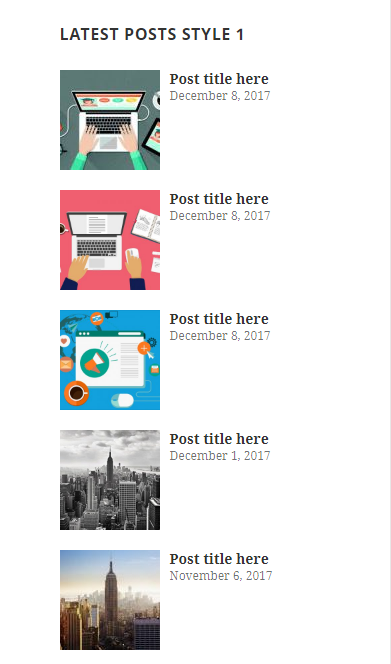 LATEST POSTS STYLE 1
Post title here
December 8, 2017
Post title here
December 8, 2017
Post title here
December 8, 2017
Post title here
December 1, 2017
Post title here
November 6, 2017